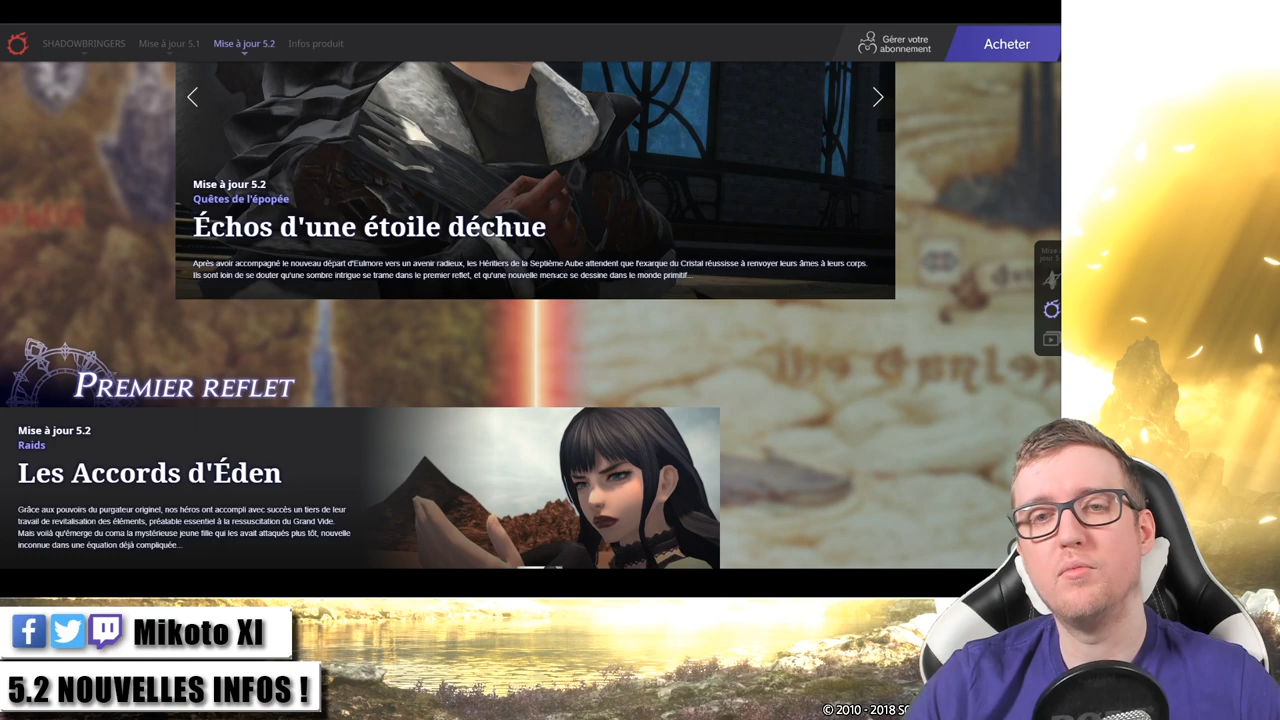 SHADOWBRINGERS
Mise à jour 5.1
Mise à jour 5.2
Infos produit
Gérer votre
abonnement
Acheter
Mise à jour 5.2
Quêtes de l'épopée
Échos d'une étoile déchue
Après avoir accompagné le nouveau départ d'Eulmore vers un avenir radieux, les Héritiers de la Septième Aube attendent que l'exarque du Cristal réussisse à renvoyer leurs âmes à leurs corps.
Ils sont loin de se douter qu'une sombre intrigue se trame dans le premier reflet, et qu'une nouvelle menace se dessine dans le monde primitif...
Mise
jour 5
PREMIER REFLET
Mise à jour 5.2
Raids
Les Accords d'Éden
Grâce aux pouvoirs du purgateur originel, nos héros ont accompli avec succès un tiers de leur
travail de revitalisation des éléments, préalable essentiel à la ressuscitation du Grand Vide.
Mais voilà qu'émerge du coma la mystérieuse jeune fille qui les avait attaqués plus tôt, nouvelle
inconnue dans une équation déjà compliquée...
Mikoto XI
5.2 NOUVELLES INFOS !
© 2010 - 2018